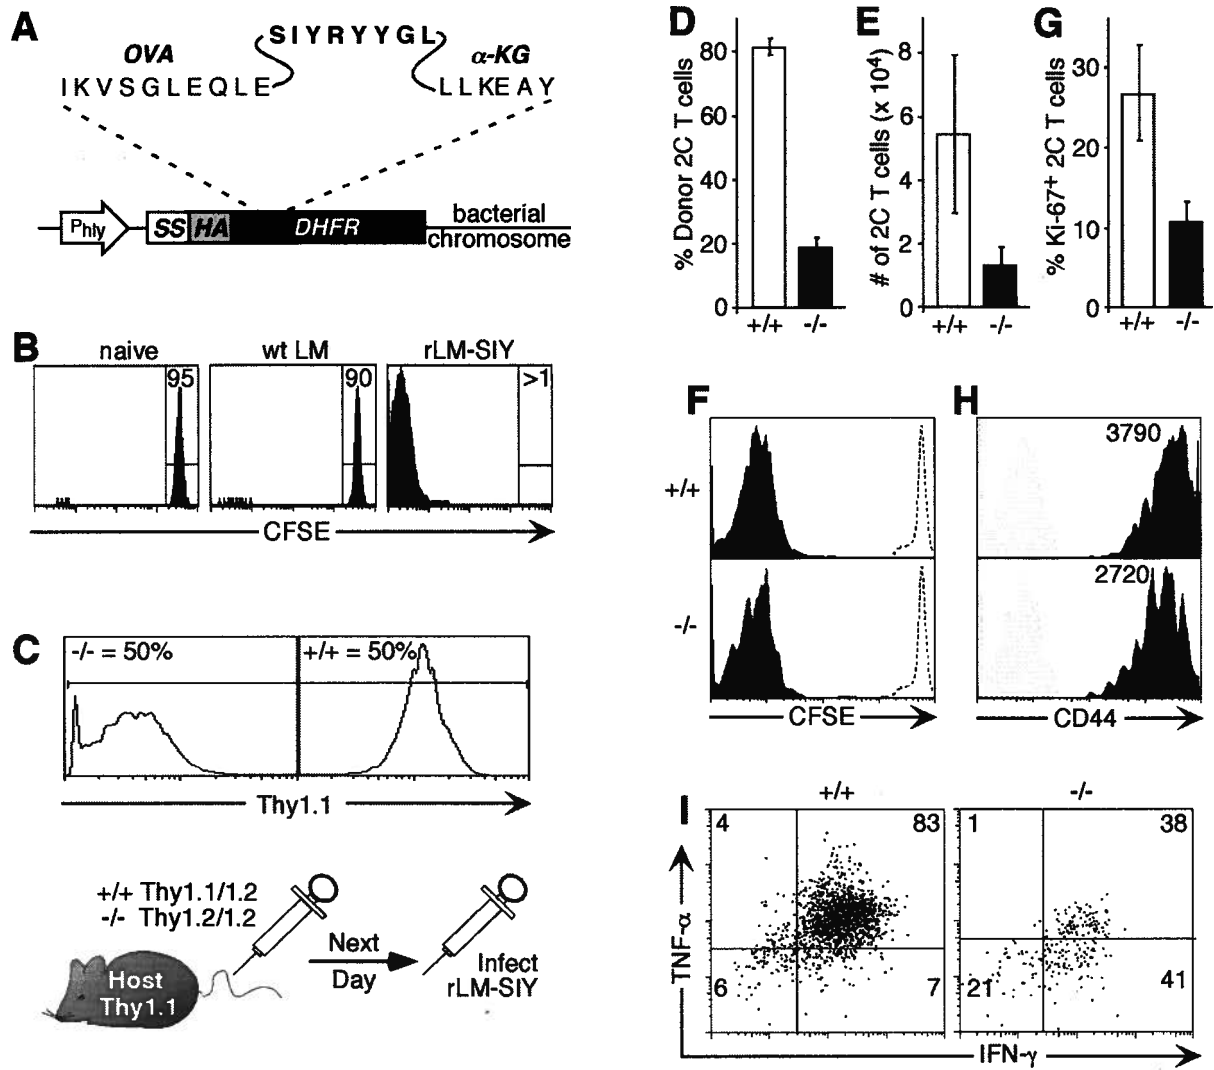 A
SIYRYYGL
OVA
α-KG
IKVSGLEQLE
LLKEAY
Phly
SS
HA
DHFR
bacterial
chromosome
B
naive
wt LM
rLM-SIY
95
90
>1
CFSE
C
-/- = 50%
+/+ = 50%
Thy1.1
+/+ Thy1.1/1.2
-/- Thy1.2/1.2
Host
Thy1.1
Next
Day
Infect
rLM-SIY
D
% Donor 2C T cells
80
60
40
20
0
+/+
-/-
E
# of 2C T cells (x 10⁴)
8
6
4
2
0
+/+
-/-
G
% Ki-67⁺ 2C T cells
30
20
10
0
+/+
-/-
F
+/+
-/-
CFSE
H
3790
2720
CD44
I
+/+
-/-
4
83
6
7
1
38
21
41
TNF-α
IFN-γ